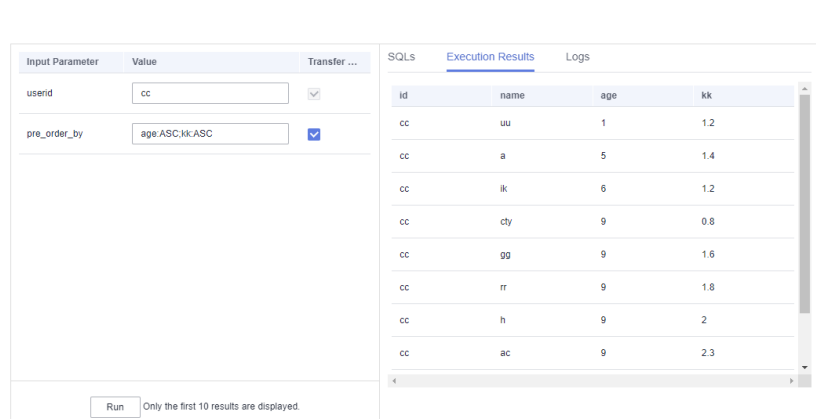 SQLs Execution Results Logs
Input Parameter Value Transfer ...
id name age kk
userid cc
cc uu 1 1.2
pre_order_by age:ASC;kk:ASC
cc a 5 1.4
cc ik 6 1.2
cc cty 9 0.8
cc gg 9 1.6
cc rr 9 1.8
cc h 9 2
cc ac 9 2.3
Run Only the first 10 results are displayed.